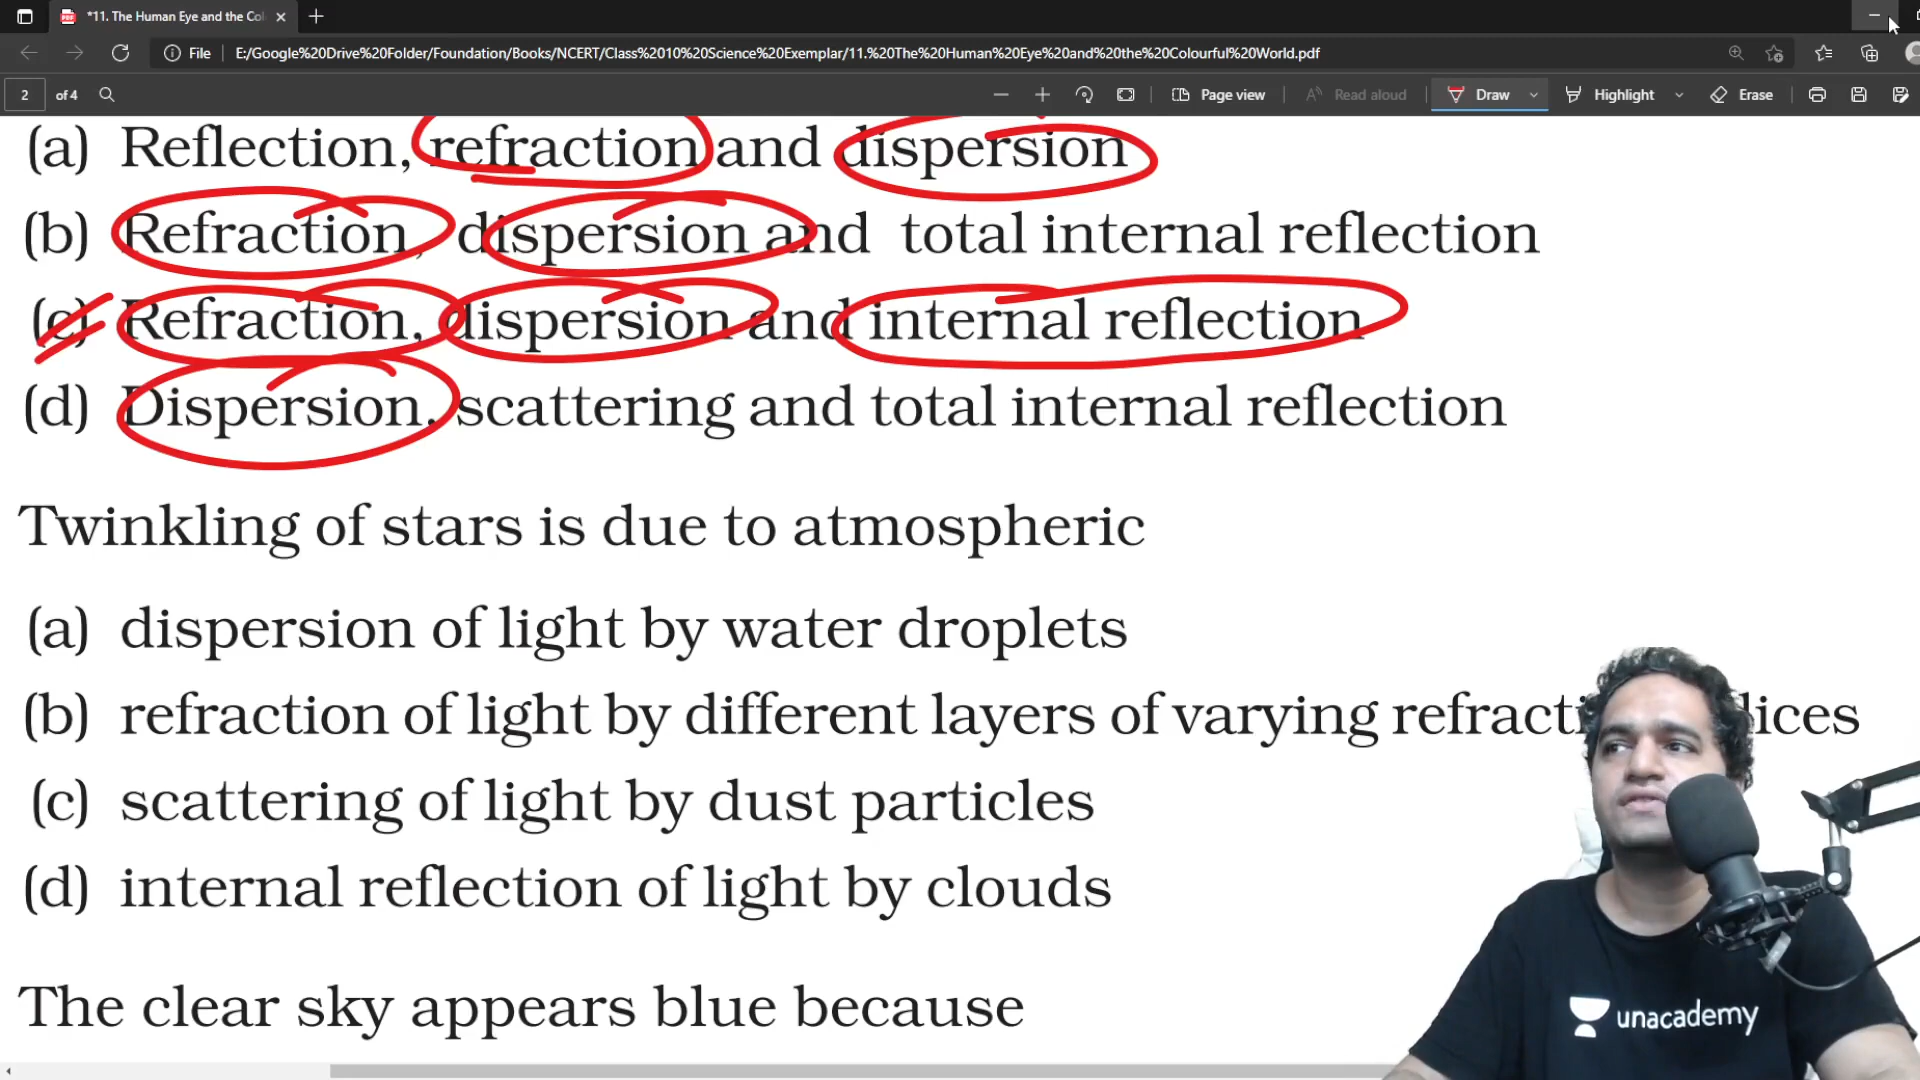 *11. The Human Eye and the Col
File E:/Google%20Drive%20Folder/Foundation/Books/NCERT/Class%2010%20Science%20Exemplar/11.%20The%20Human%20Eye%20and%20the%20Colourful%20World.pdf
2 of 4 Page view Read aloud Draw Highlight Erase
(a) Reflection, refraction and dispersion
(b) Refraction, dispersion and total internal reflection
(c) Refraction, dispersion and internal reflection
(d) Dispersion, scattering and total internal reflection
Twinkling of stars is due to atmospheric
(a) dispersion of light by water droplets
(b) refraction of light by different layers of varying refracti lices
(c) scattering of light by dust particles
(d) internal reflection of light by clouds
The clear sky appears blue because
unacademy